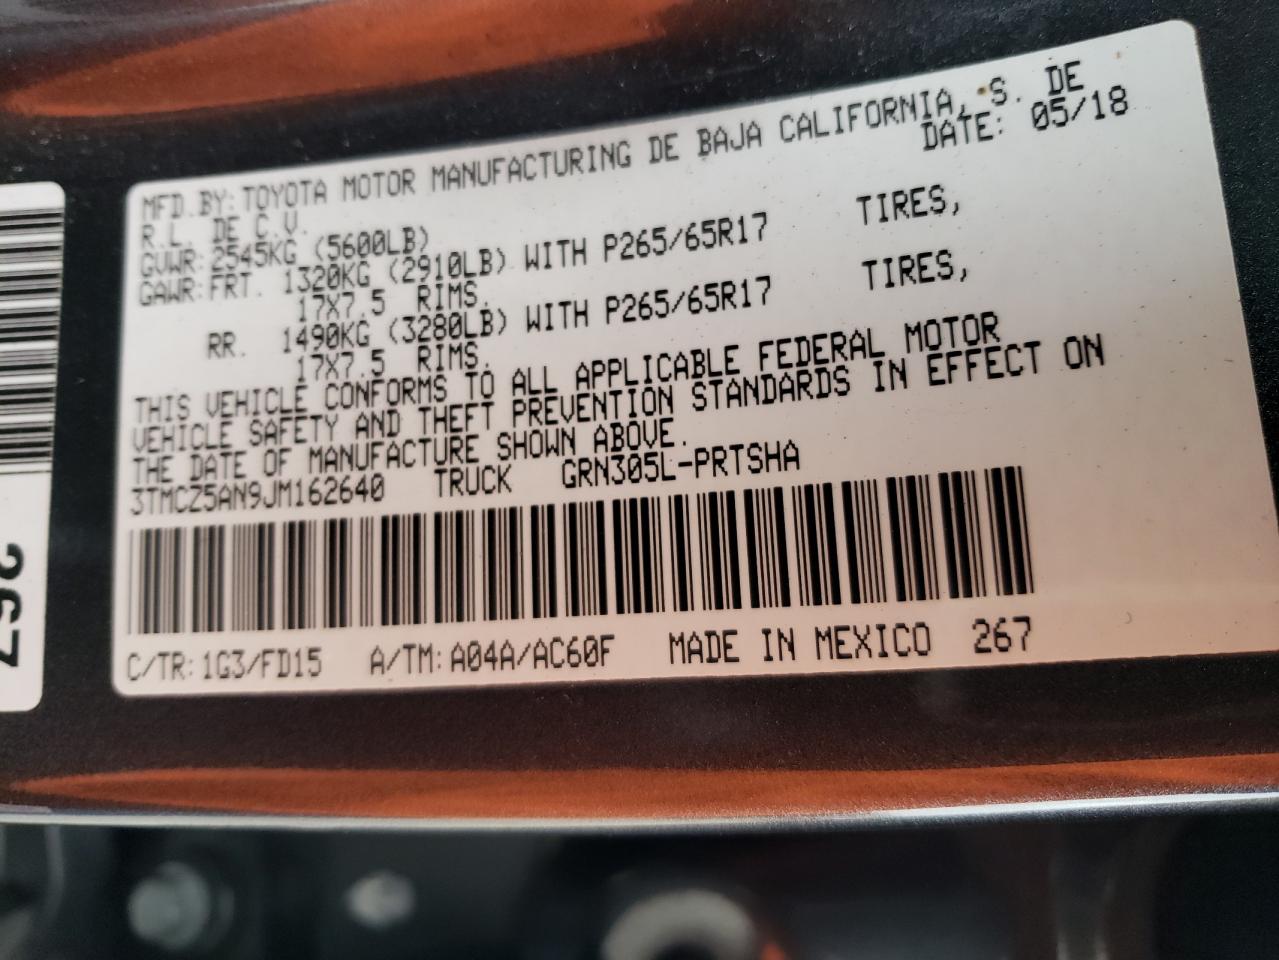 MFD.BY:TOYOTA MOTOR MANUFACTURING DE BAJA CALIFORNIA, S. DE
R.L. DE C.V. DATE: 05/18
GVWR:2545KG (5600LB)
GAWR:FRT. 1320KG (2910LB) WITH P265/65R17 TIRES,
17X7.5 RIMS.
RR. 1490KG (3280LB) WITH P265/65R17 TIRES,
17X7.5 RIMS.
THIS VEHICLE CONFORMS TO ALL APPLICABLE FEDERAL MOTOR
VEHICLE SAFETY AND THEFT PREVENTION STANDARDS IN EFFECT ON
THE DATE OF MANUFACTURE SHOWN ABOVE.
3TMCZ5AN9JM162640 TRUCK GRN305L-PRTSHA
C/TR:1G3/FD15 A/TM:A04A/AC60F MADE IN MEXICO 267
267